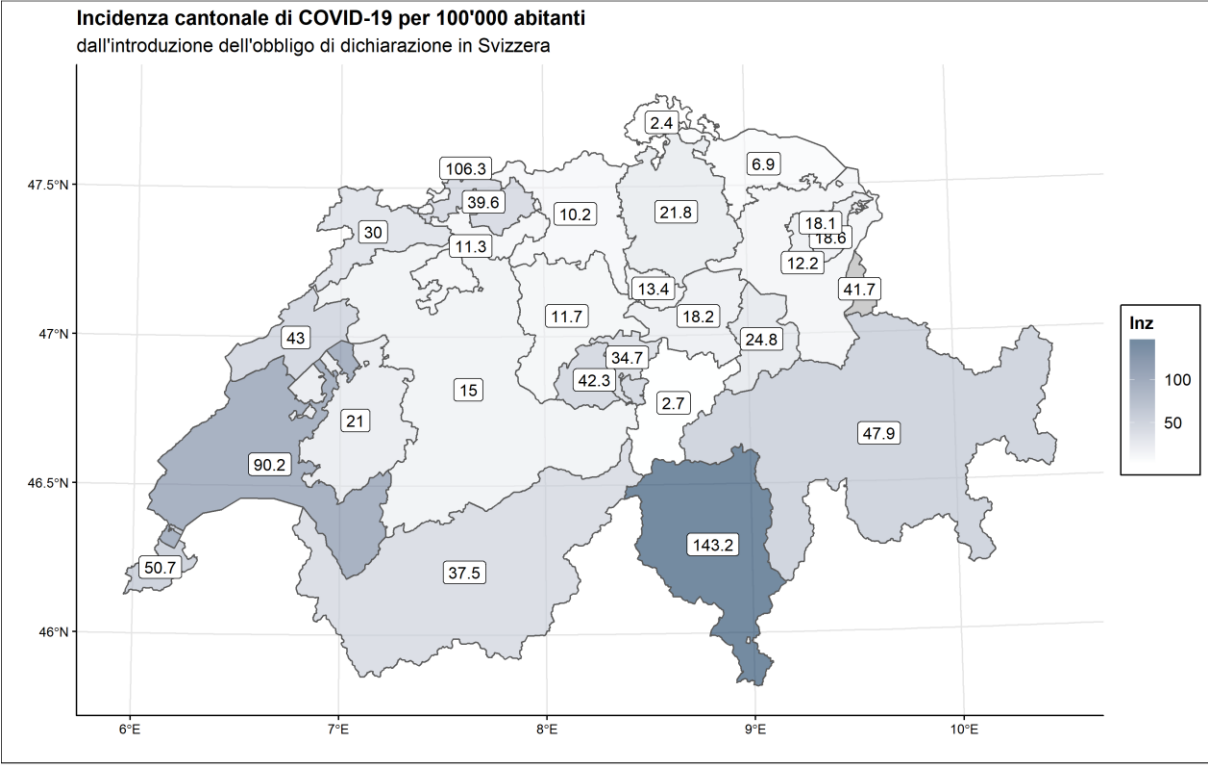 Incidenza cantonale di COVID-19 per 100'000 abitanti
dall'introduzione dell'obbligo di dichiarazione in Svizzera
47.5°N
47°N
46.5°N
46°N
2.4
106.3
6.9
39.6
10.2
21.8
30
18.1
18.6
11.3
12.2
13.4
41.7
11.7
18.2
43
24.8
34.7
42.3
15
2.7
21
47.9
90.2
143.2
50.7
37.5
6°E
7°E
8°E
9°E
10°E
Inz
100
50